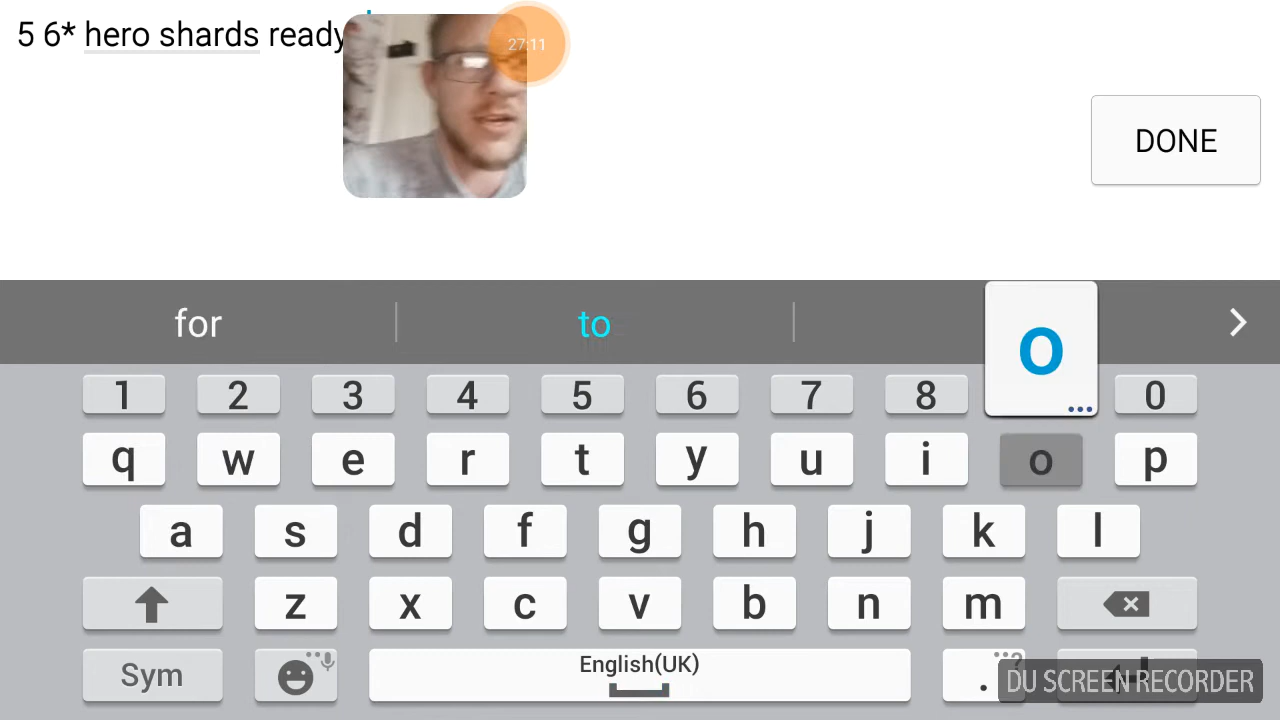 5 6* hero shards ready
27:11
DONE
for
to
o
1 2 3 4 5 6 7 8 0
q w e r t y u i o p
a s d f g h j k l
z x c v b n m
Sym English(UK) . ?
DU SCREEN RECORDER